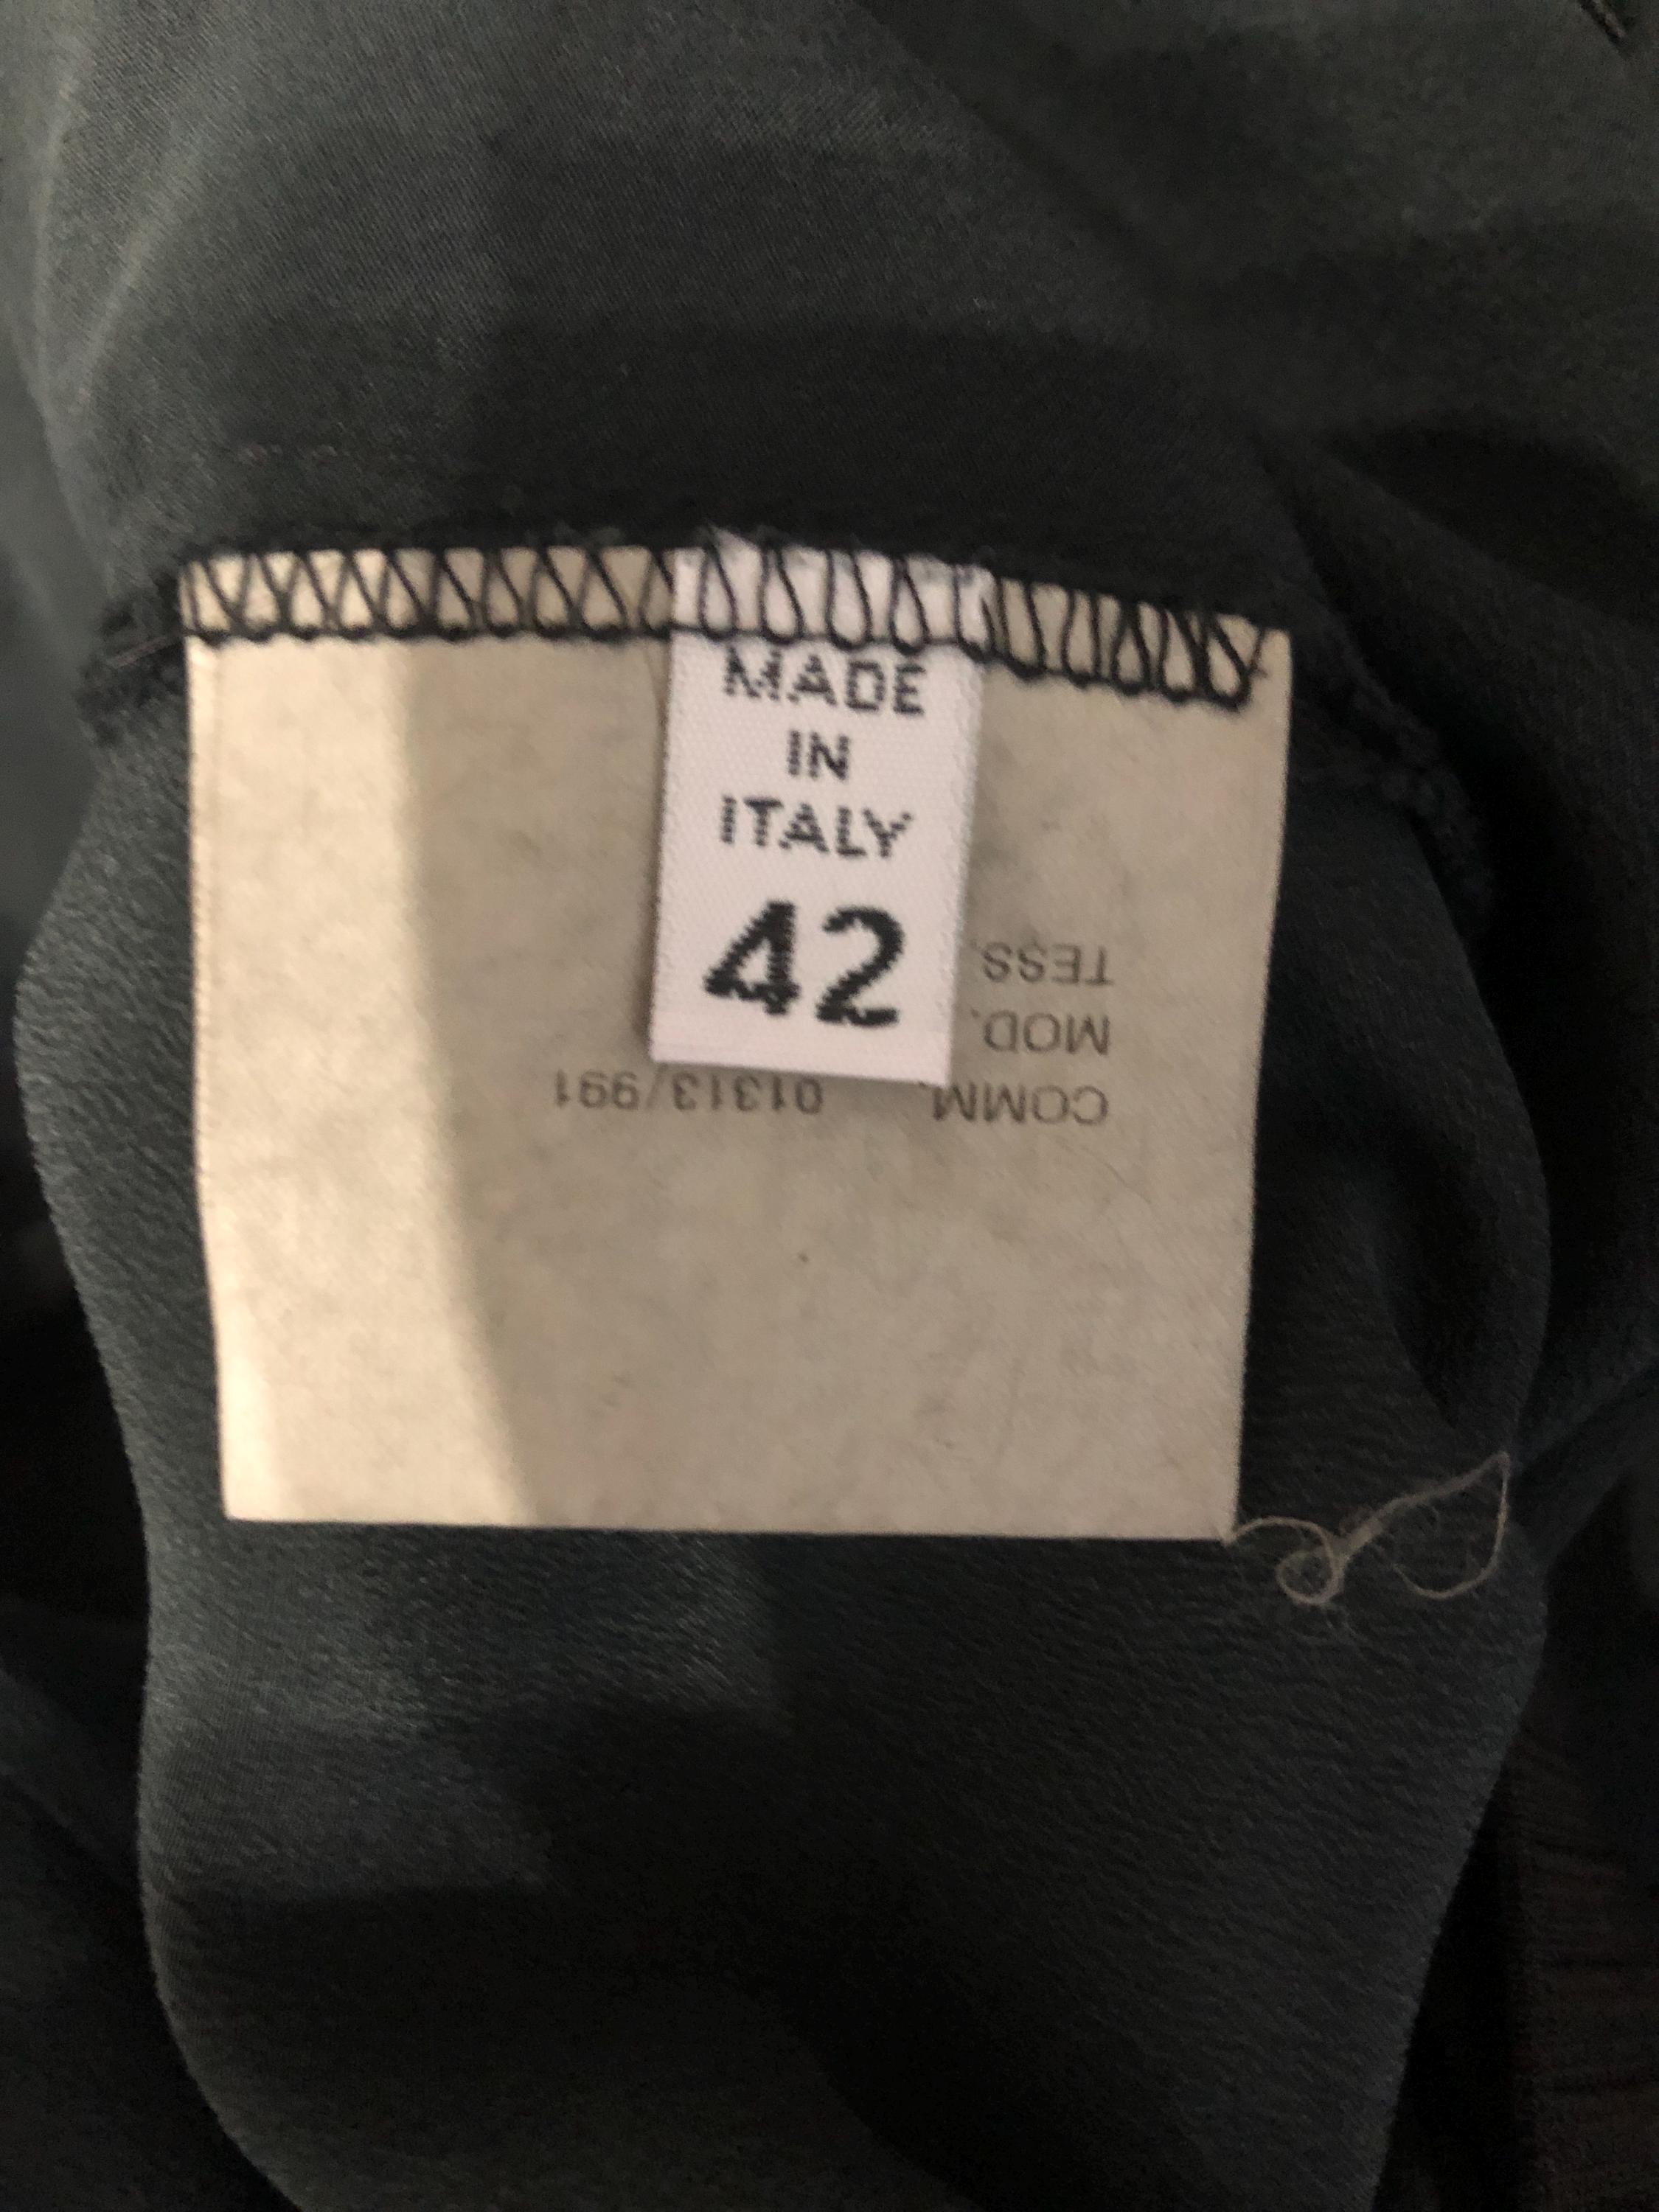 MADE
IN
ITALY
42
COMM. 01313/991
MOD.
TESS.